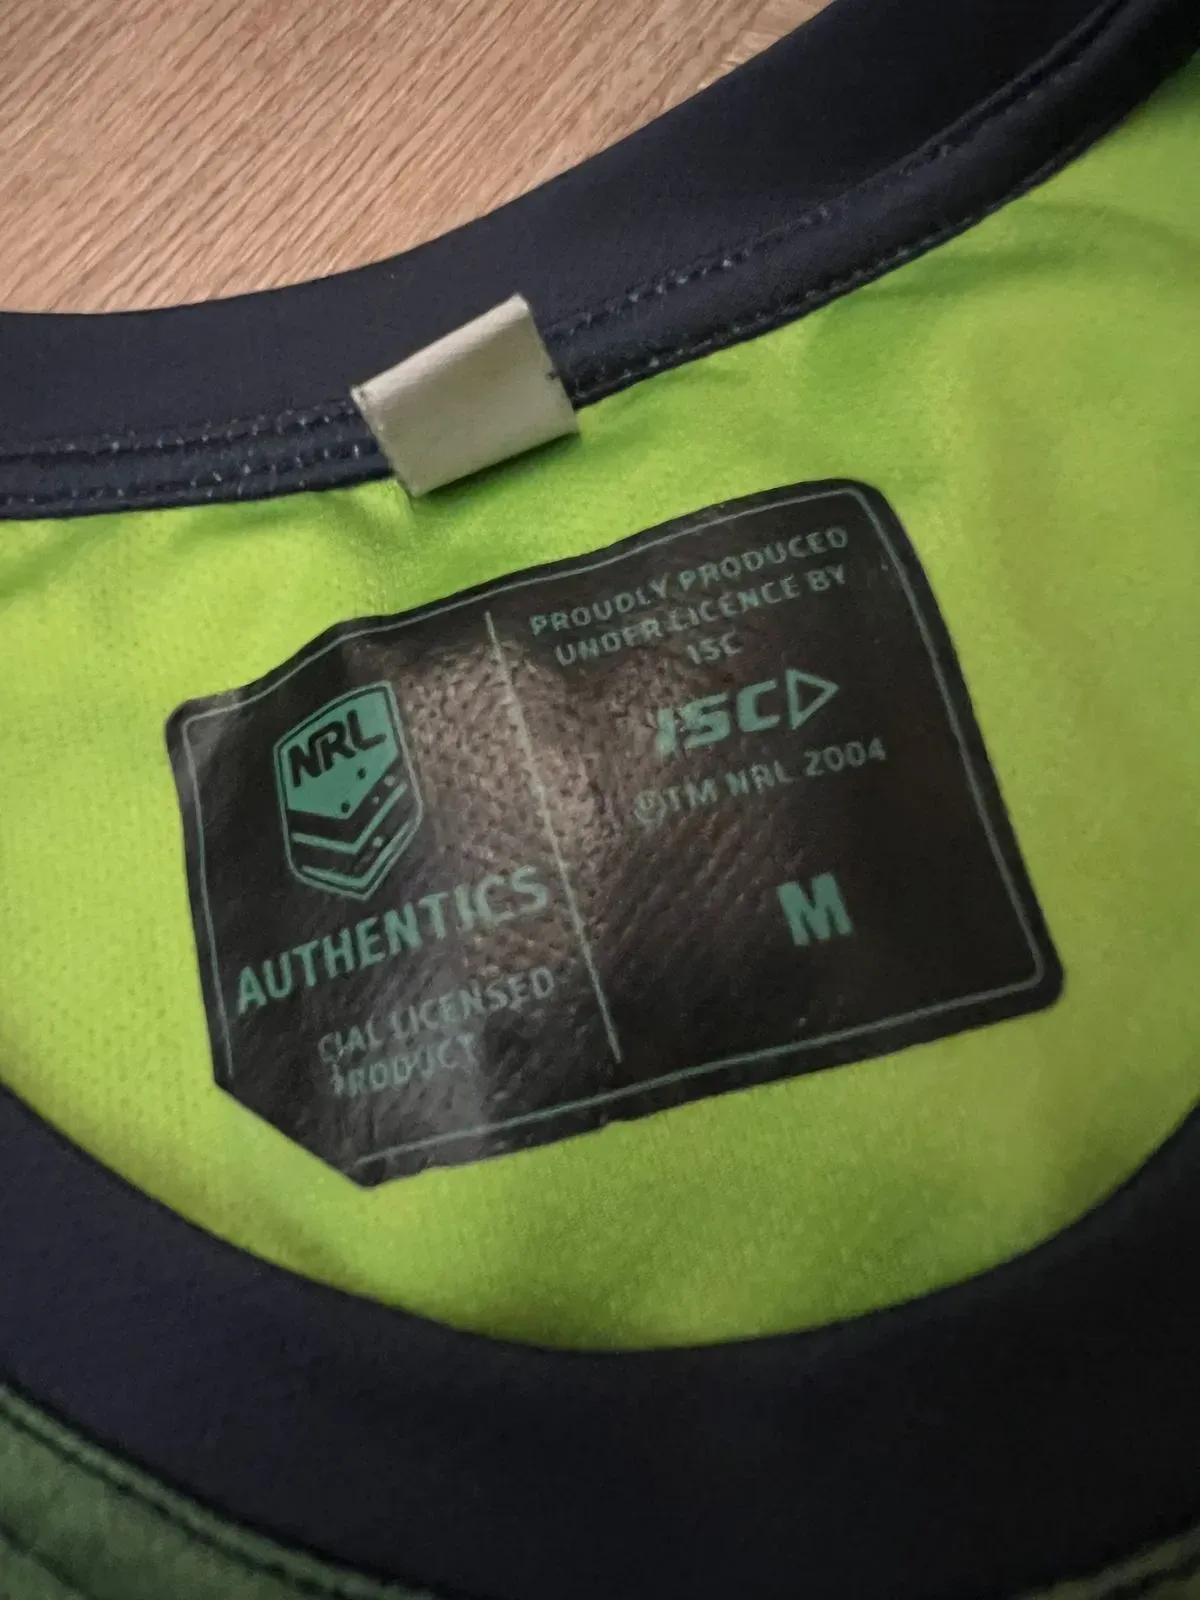 NRL
AUTHENTICS
CIAL LICENSED
PRODUCT
PROUDLY PRODUCED
UNDER LICENCE BY
ISC
ISC
©TM NRL 2004
M